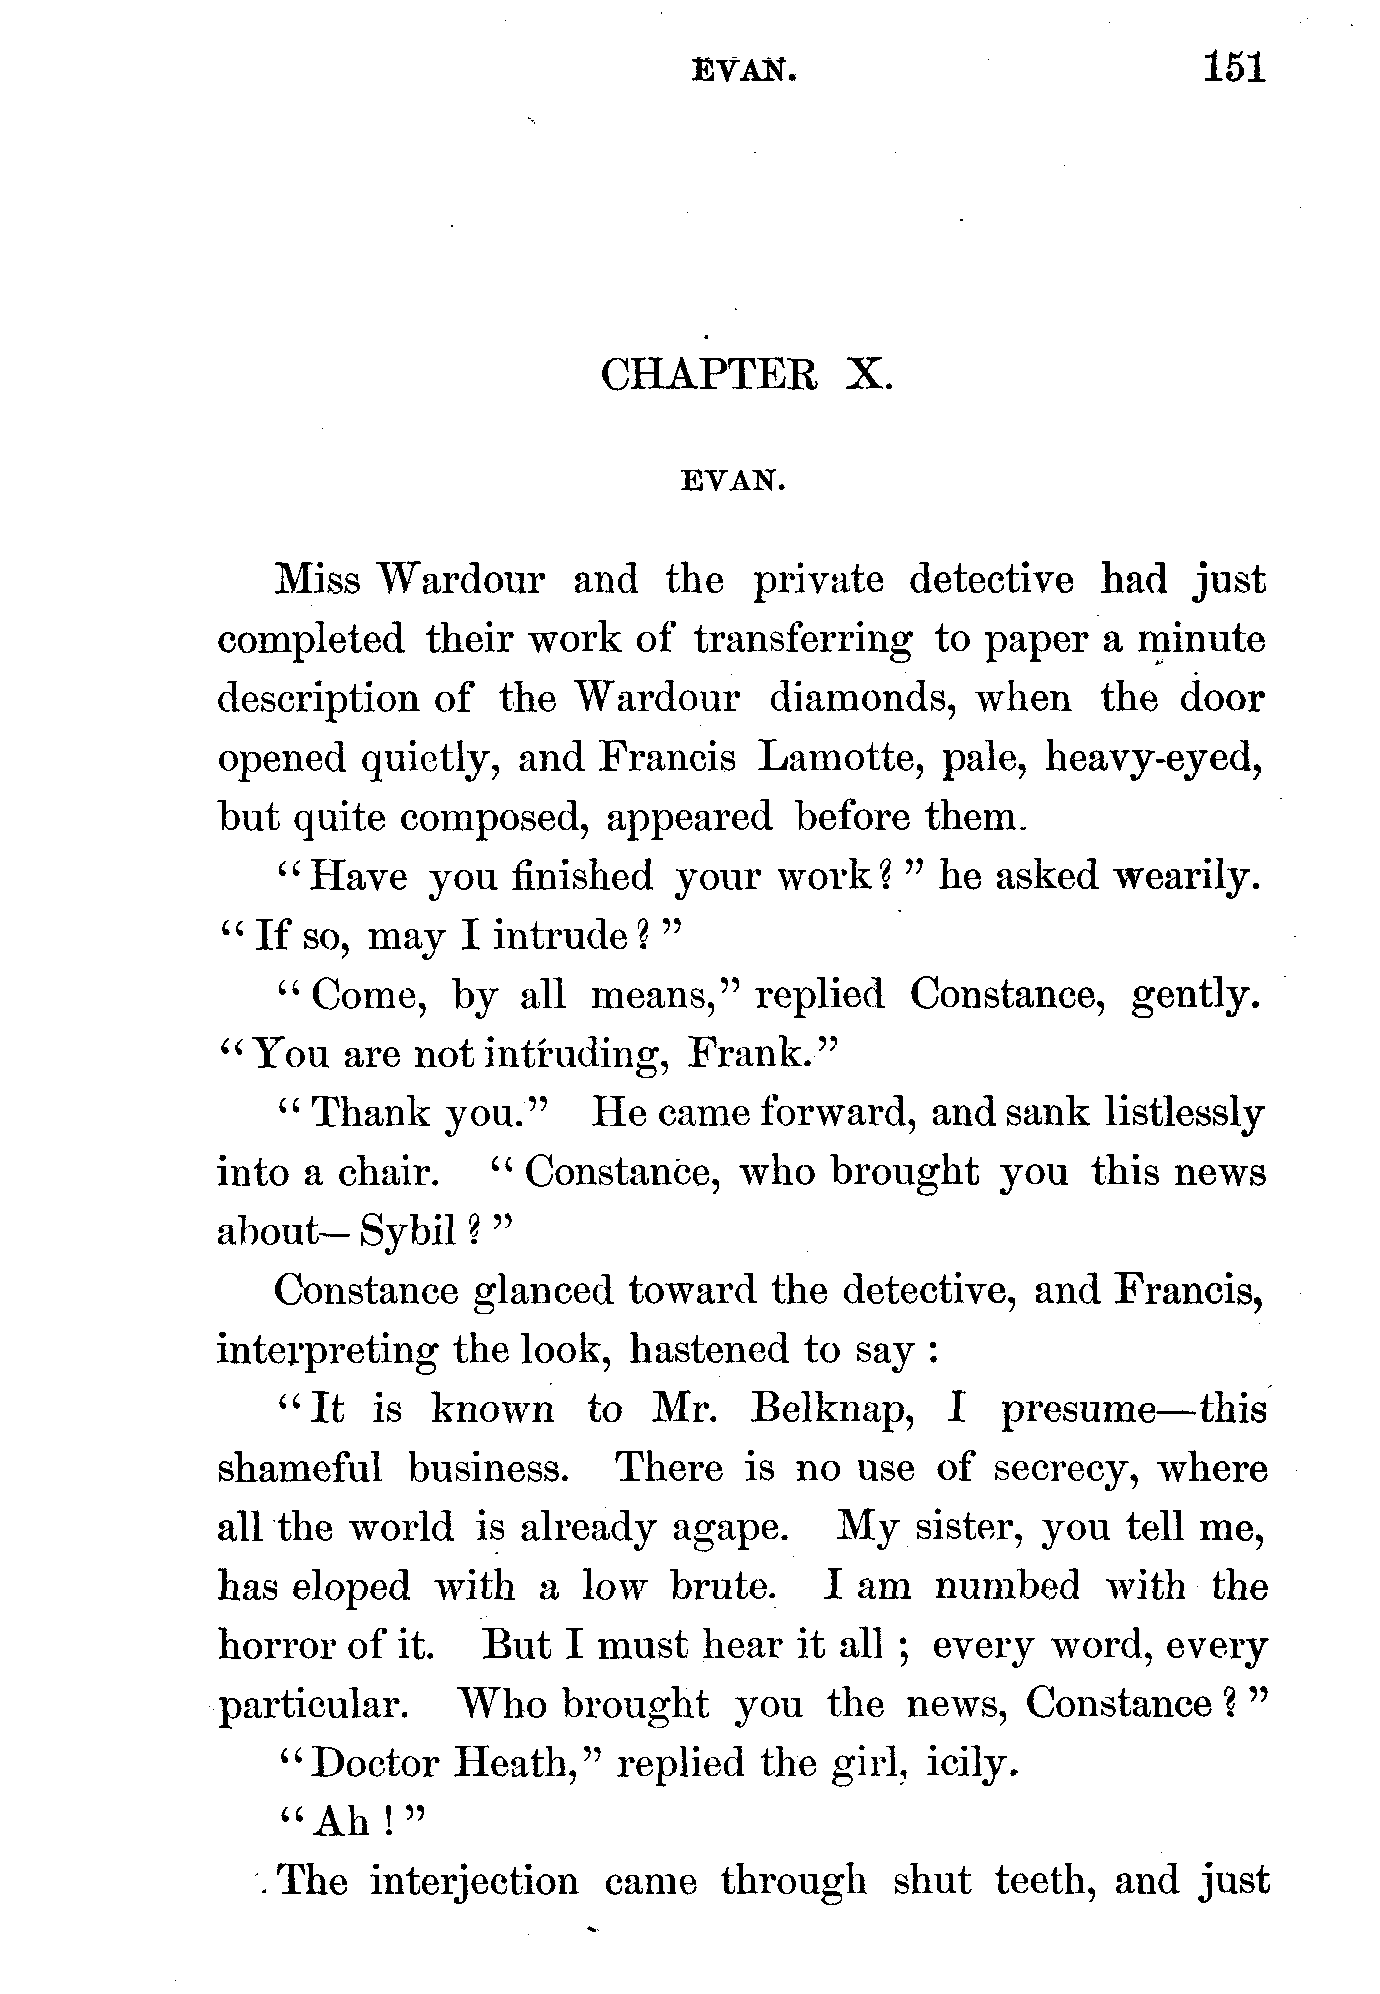 EVAN. 151
CHAPTER X.
EVAN.
Miss Wardour and the private detective had just
completed their work of transferring to paper a minute
description of the Wardour diamonds, when the door
opened quietly, and Francis Lamotte, pale, heavy-eyed,
but quite composed, appeared before them.
"Have you finished your work?" he asked wearily.
"If so, may I intrude?"
"Come, by all means," replied Constance, gently.
"You are not intruding, Frank."
"Thank you." He came forward, and sank listlessly
into a chair. "Constance, who brought you this news
about—Sybil?"
Constance glanced toward the detective, and Francis,
interpreting the look, hastened to say:
"It is known to Mr. Belknap, I presume—this
shameful business. There is no use of secrecy, where
all the world is already agape. My sister, you tell me,
has eloped with a low brute. I am numbed with the
horror of it. But I must hear it all; every word, every
particular. Who brought you the news, Constance?"
"Doctor Heath," replied the girl, icily.
"Ah!"
The interjection came through shut teeth, and just